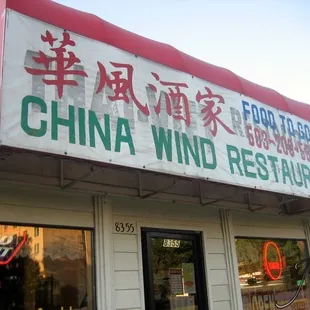 華風酒家
FOOD TO GO
CHINA WIND RESTAUR
8355
8355